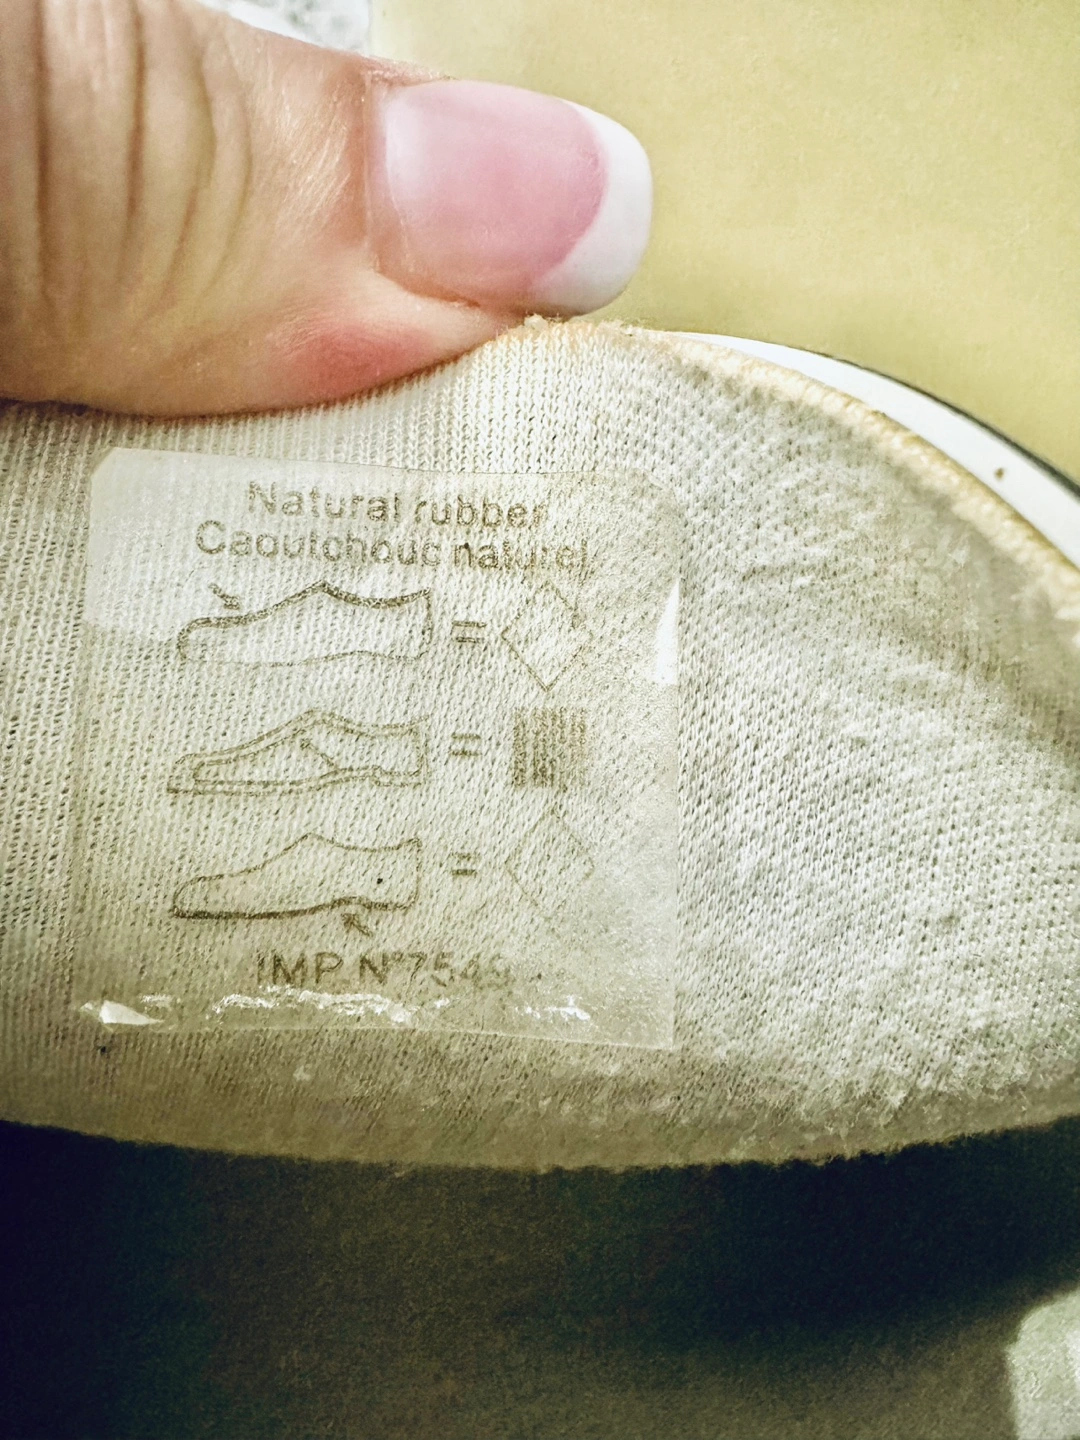 Natural rubber
Caoutchouc naturel
=
=
=
IMP N°7549